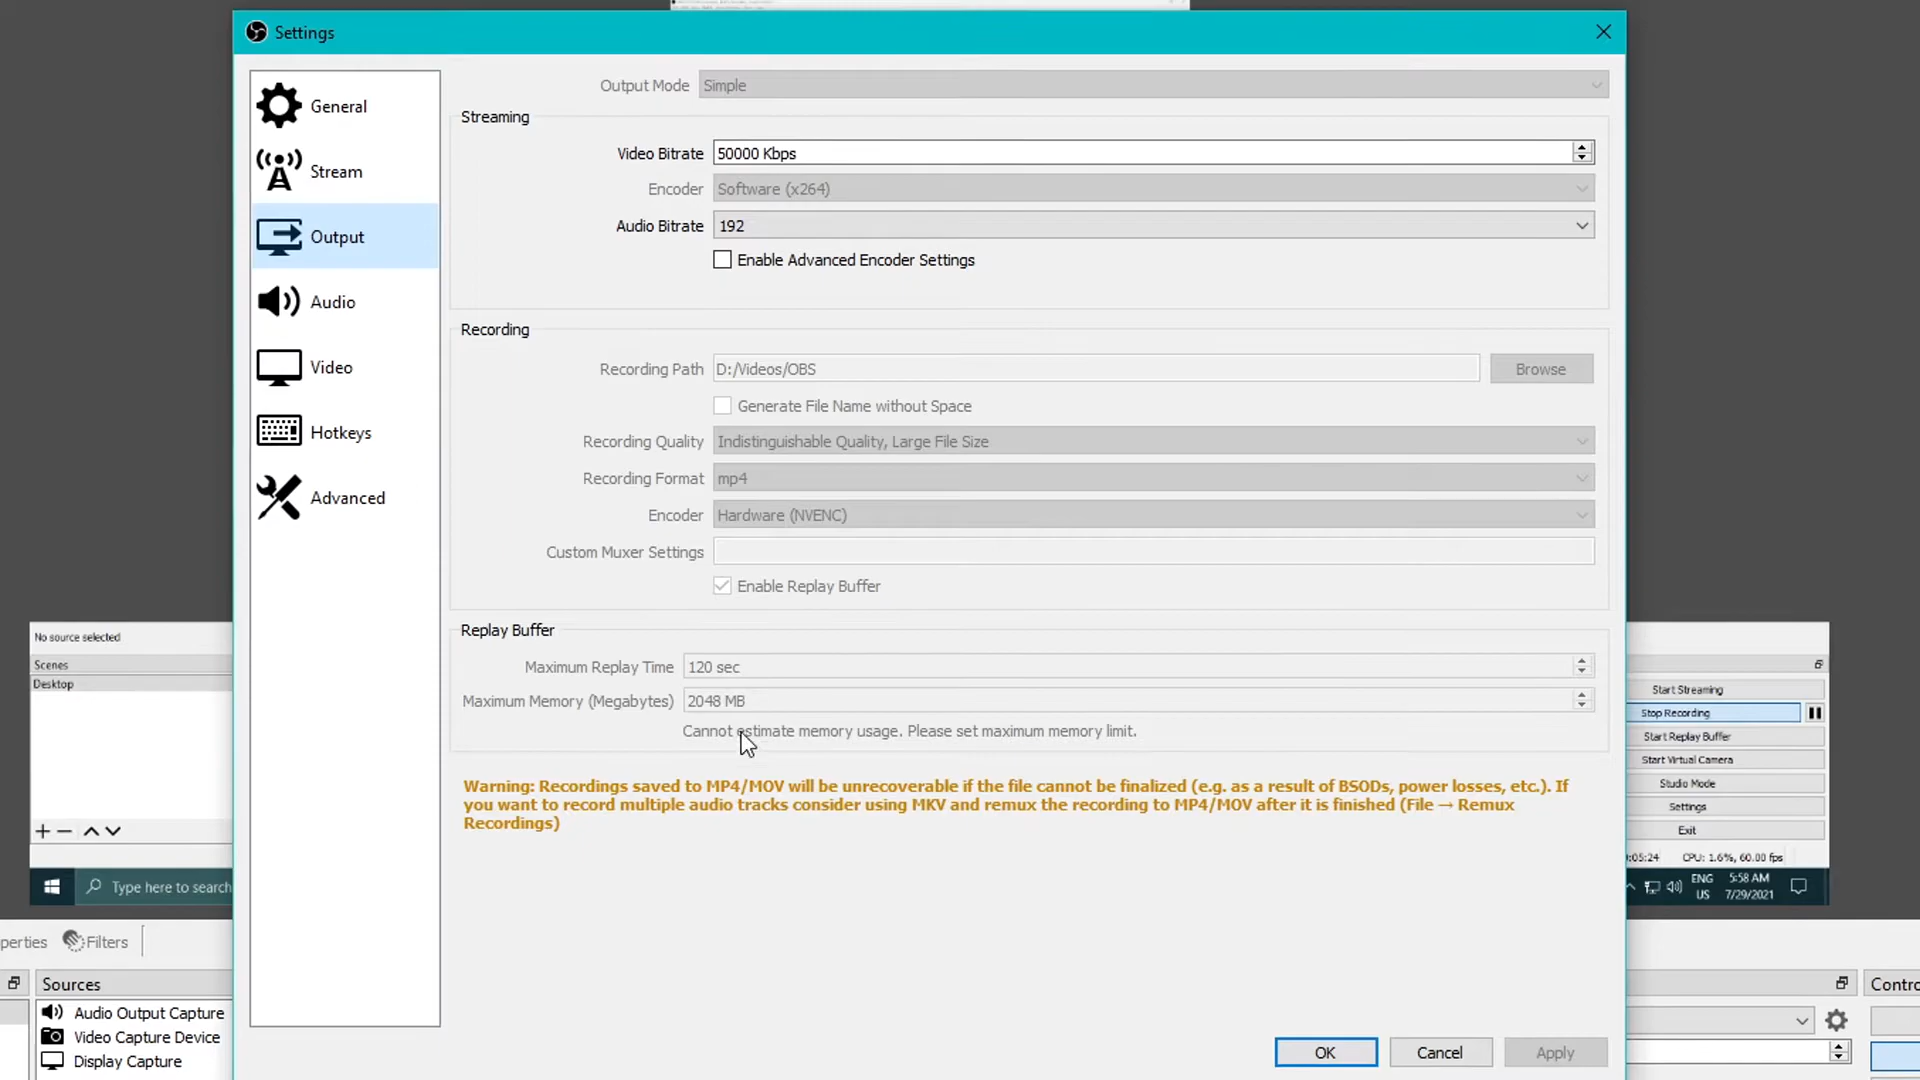 Settings
General
Stream
Output
Audio
Video
Hotkeys
Advanced
Output Mode Simple
Streaming
Video Bitrate 50000 Kbps
Encoder Software (x264)
Audio Bitrate 192
Enable Advanced Encoder Settings
Recording
Recording Path D:/Videos/OBS Browse
Generate File Name without Space
Recording Quality Indistinguishable Quality, Large File Size
Recording Format mp4
Encoder Hardware (NVENC)
Custom Muxer Settings
Enable Replay Buffer
Replay Buffer
Maximum Replay Time 120 sec
Maximum Memory (Megabytes) 2048 MB
Cannot estimate memory usage. Please set maximum memory limit.
Warning: Recordings saved to MP4/MOV will be unrecoverable if the file cannot be finalized (e.g. as a result of BSODs, power losses, etc.). If
you want to record multiple audio tracks consider using MKV and remux the recording to MP4/MOV after it is finished (File → Remux
Recordings)
OK Cancel Apply
No source selected
Scenes
Desktop
Type here to search
Start Streaming
Stop Recording
Start Replay Buffer
Start Virtual Camera
Studio Mode
Settings
Exit
:05:24 CPU: 1.6%, 60.00 fps
ENG
US
5:58 AM
7/29/2021
perties Filters
Sources
Audio Output Capture
Video Capture Device
Display Capture
Contro